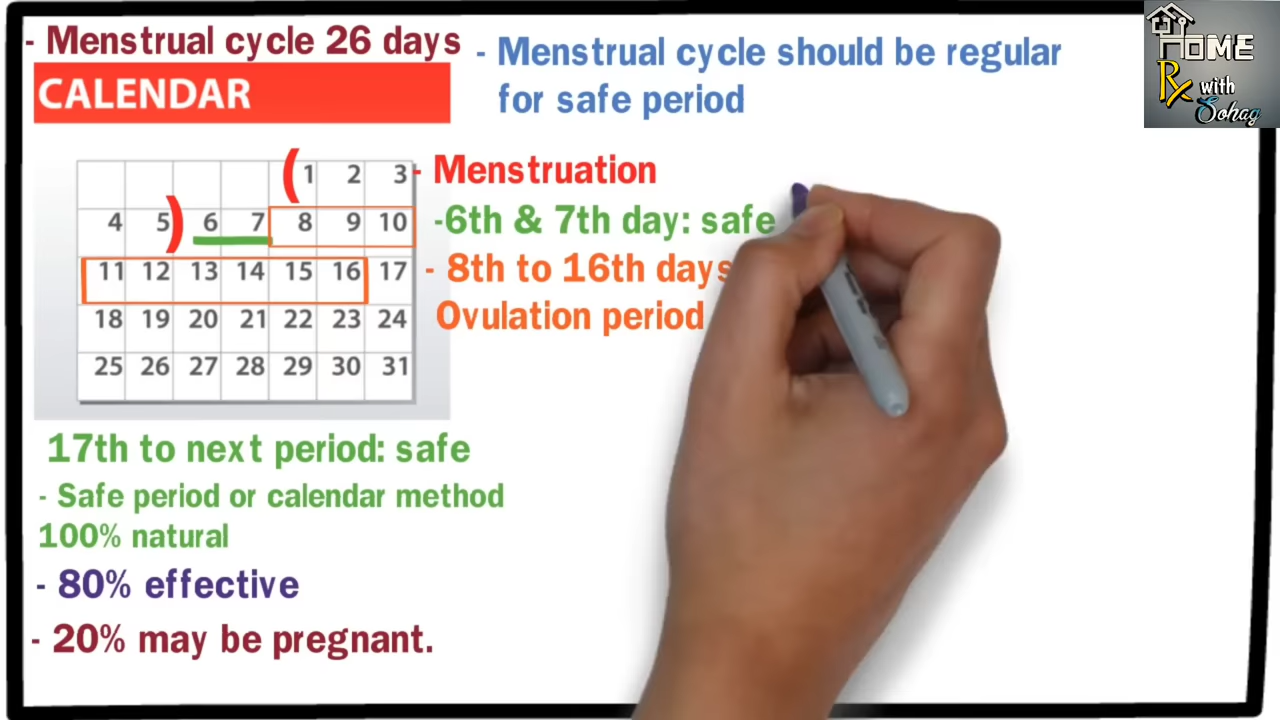 - Menstrual cycle 26 days
CALENDAR
- Menstrual cycle should be regular
for safe period
HOME
Rx with
Sohag
( 1 2 3
4 5 ) 6 7 8 9 10
11 12 13 14 15 16 17
18 19 20 21 22 23 24
25 26 27 28 29 30 31
- Menstruation
-6th & 7th day: safe
- 8th to 16th days
Ovulation period
17th to next period: safe
- Safe period or calendar method
100% natural
- 80% effective
- 20% may be pregnant.